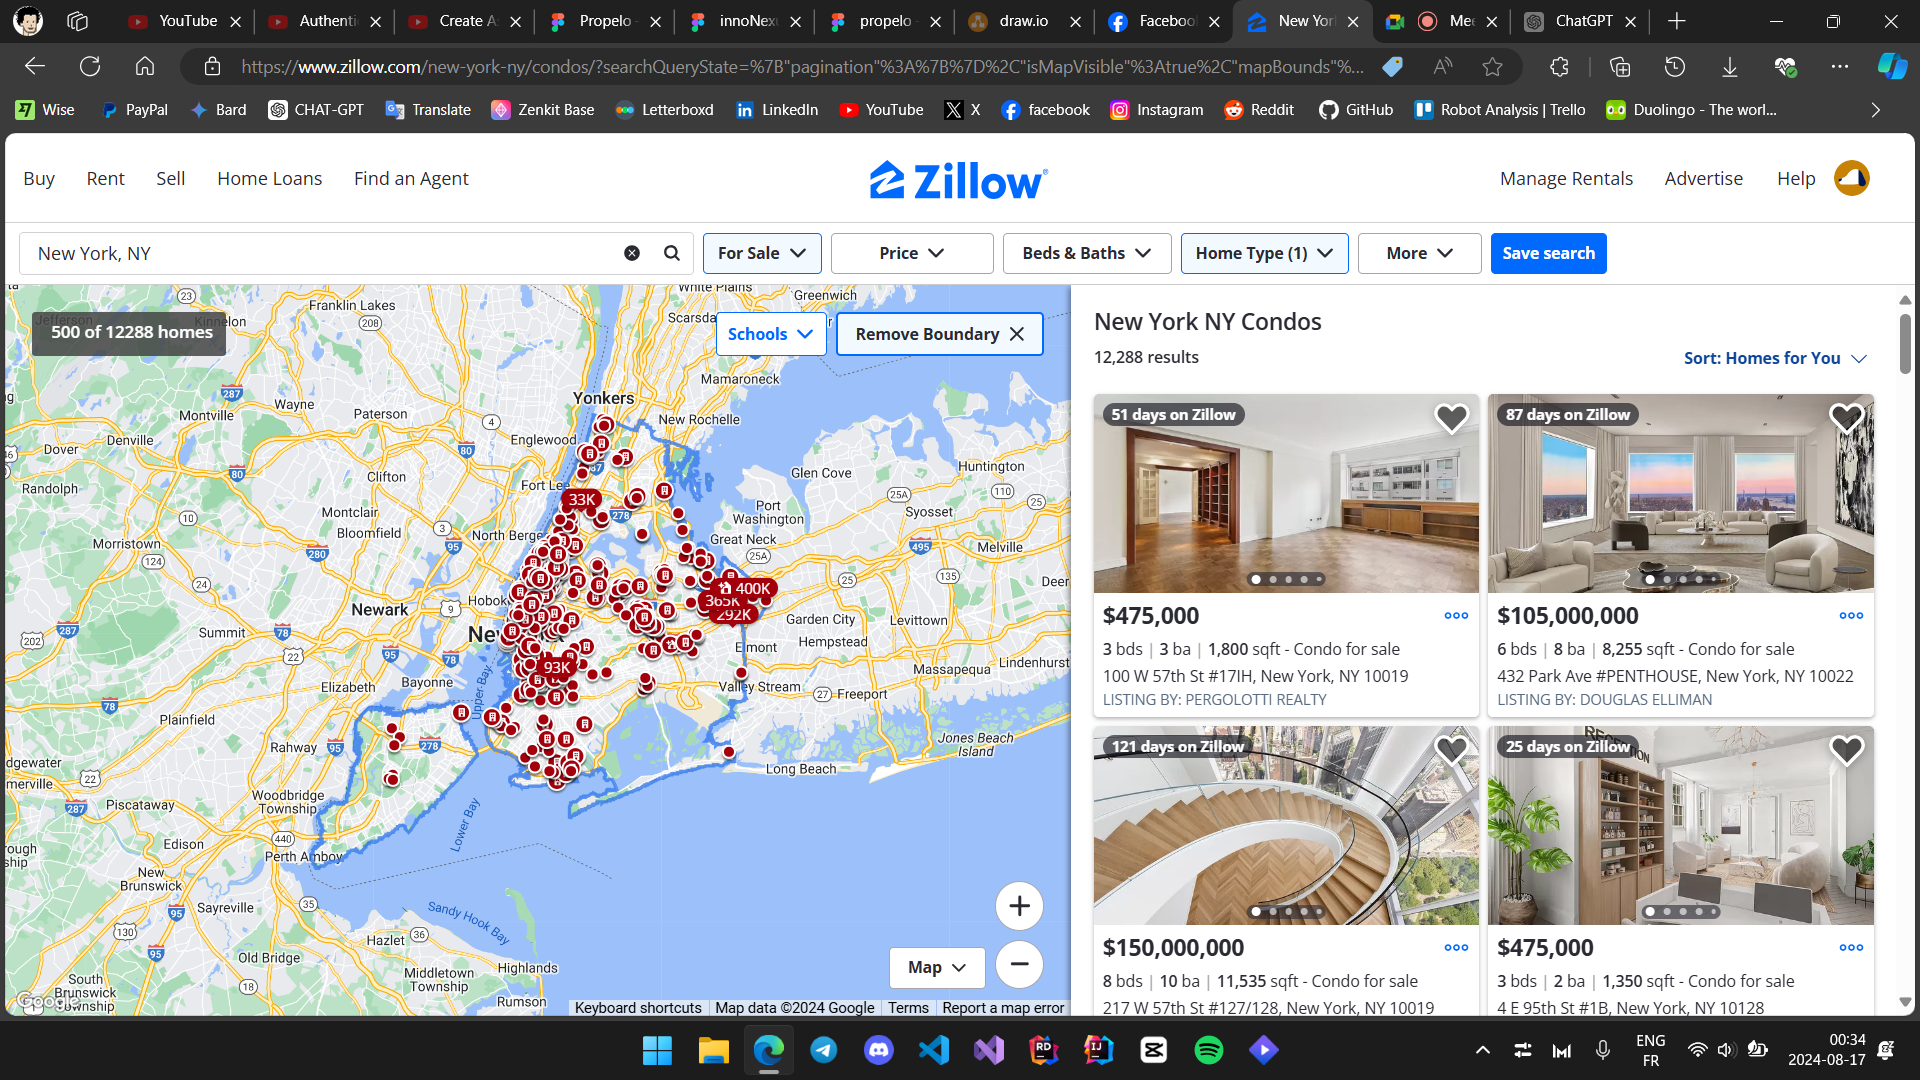 YouTube
Authenti
Create A
Propelo -
innoNex
propelo -
draw.io
Faceboo
New Yor
Me
ChatGPT
https://www.zillow.com/new-york-ny/condos/?searchQueryState=%7B"pagination"%3A%7B%7D%2C"isMapVisible"%3Atrue%2C"mapBounds"%...
Wise
PayPal
Bard
CHAT-GPT
Translate
Zenkit Base
Letterboxd
LinkedIn
YouTube
X
facebook
Instagram
Reddit
GitHub
Robot Analysis | Trello
Duolingo - The worl...
Buy
Rent
Sell
Home Loans
Find an Agent
Zillow
Manage Rentals
Advertise
Help
New York, NY
For Sale
Price
Beds & Baths
Home Type (1)
More
Save search
500 of 12288 homes
Schools
Remove Boundary
White Plains
Greenwich
Franklin Lakes
Scarsda
Mamaroneck
Yonkers
New Rochelle
Wayne
Paterson
Montville
Englewood
Denville
Dover
Clifton
Glen Cove
Huntington
Randolph
Fort Lee
Montclair
Bloomfield
Port
Washington
Syosset
Morristown
North Berge
Great Neck
Melville
Deer
Hobok
Newark
Garden City
Levittown
Summit
Hempstead
Elmont
Massapequa
Lindenhurst
Elizabeth
Bayonne
Upper Bay
Valley Stream
Freeport
Plainfield
Rahway
Jones Beach
Island
dgewater
merville
Long Beach
Woodbridge
Township
Piscataway
Edison
Lower Bay
Perth Amboy
New
Brunswick
Sayreville
Sandy Hook Bay
Hazlet
Old Bridge
Middletown
Township
Highlands
Rumson
South
Brunswick
Township
33K
400K
365K
292K
93K
Map
Google
Keyboard shortcuts
Map data ©2024 Google
Terms
Report a map error
New York NY Condos
12,288 results
Sort: Homes for You
51 days on Zillow
$475,000
3 bds | 3 ba | 1,800 sqft - Condo for sale
100 W 57th St #17IH, New York, NY 10019
LISTING BY: PERGOLOTTI REALTY
87 days on Zillow
$105,000,000
6 bds | 8 ba | 8,255 sqft - Condo for sale
432 Park Ave #PENTHOUSE, New York, NY 10022
LISTING BY: DOUGLAS ELLIMAN
121 days on Zillow
$150,000,000
8 bds | 10 ba | 11,535 sqft - Condo for sale
217 W 57th St #127/128, New York, NY 10019
25 days on Zillow
RECEPTION
$475,000
3 bds | 2 ba | 1,350 sqft - Condo for sale
4 E 95th St #1B, New York, NY 10128
ENG
FR
00:34
2024-08-17